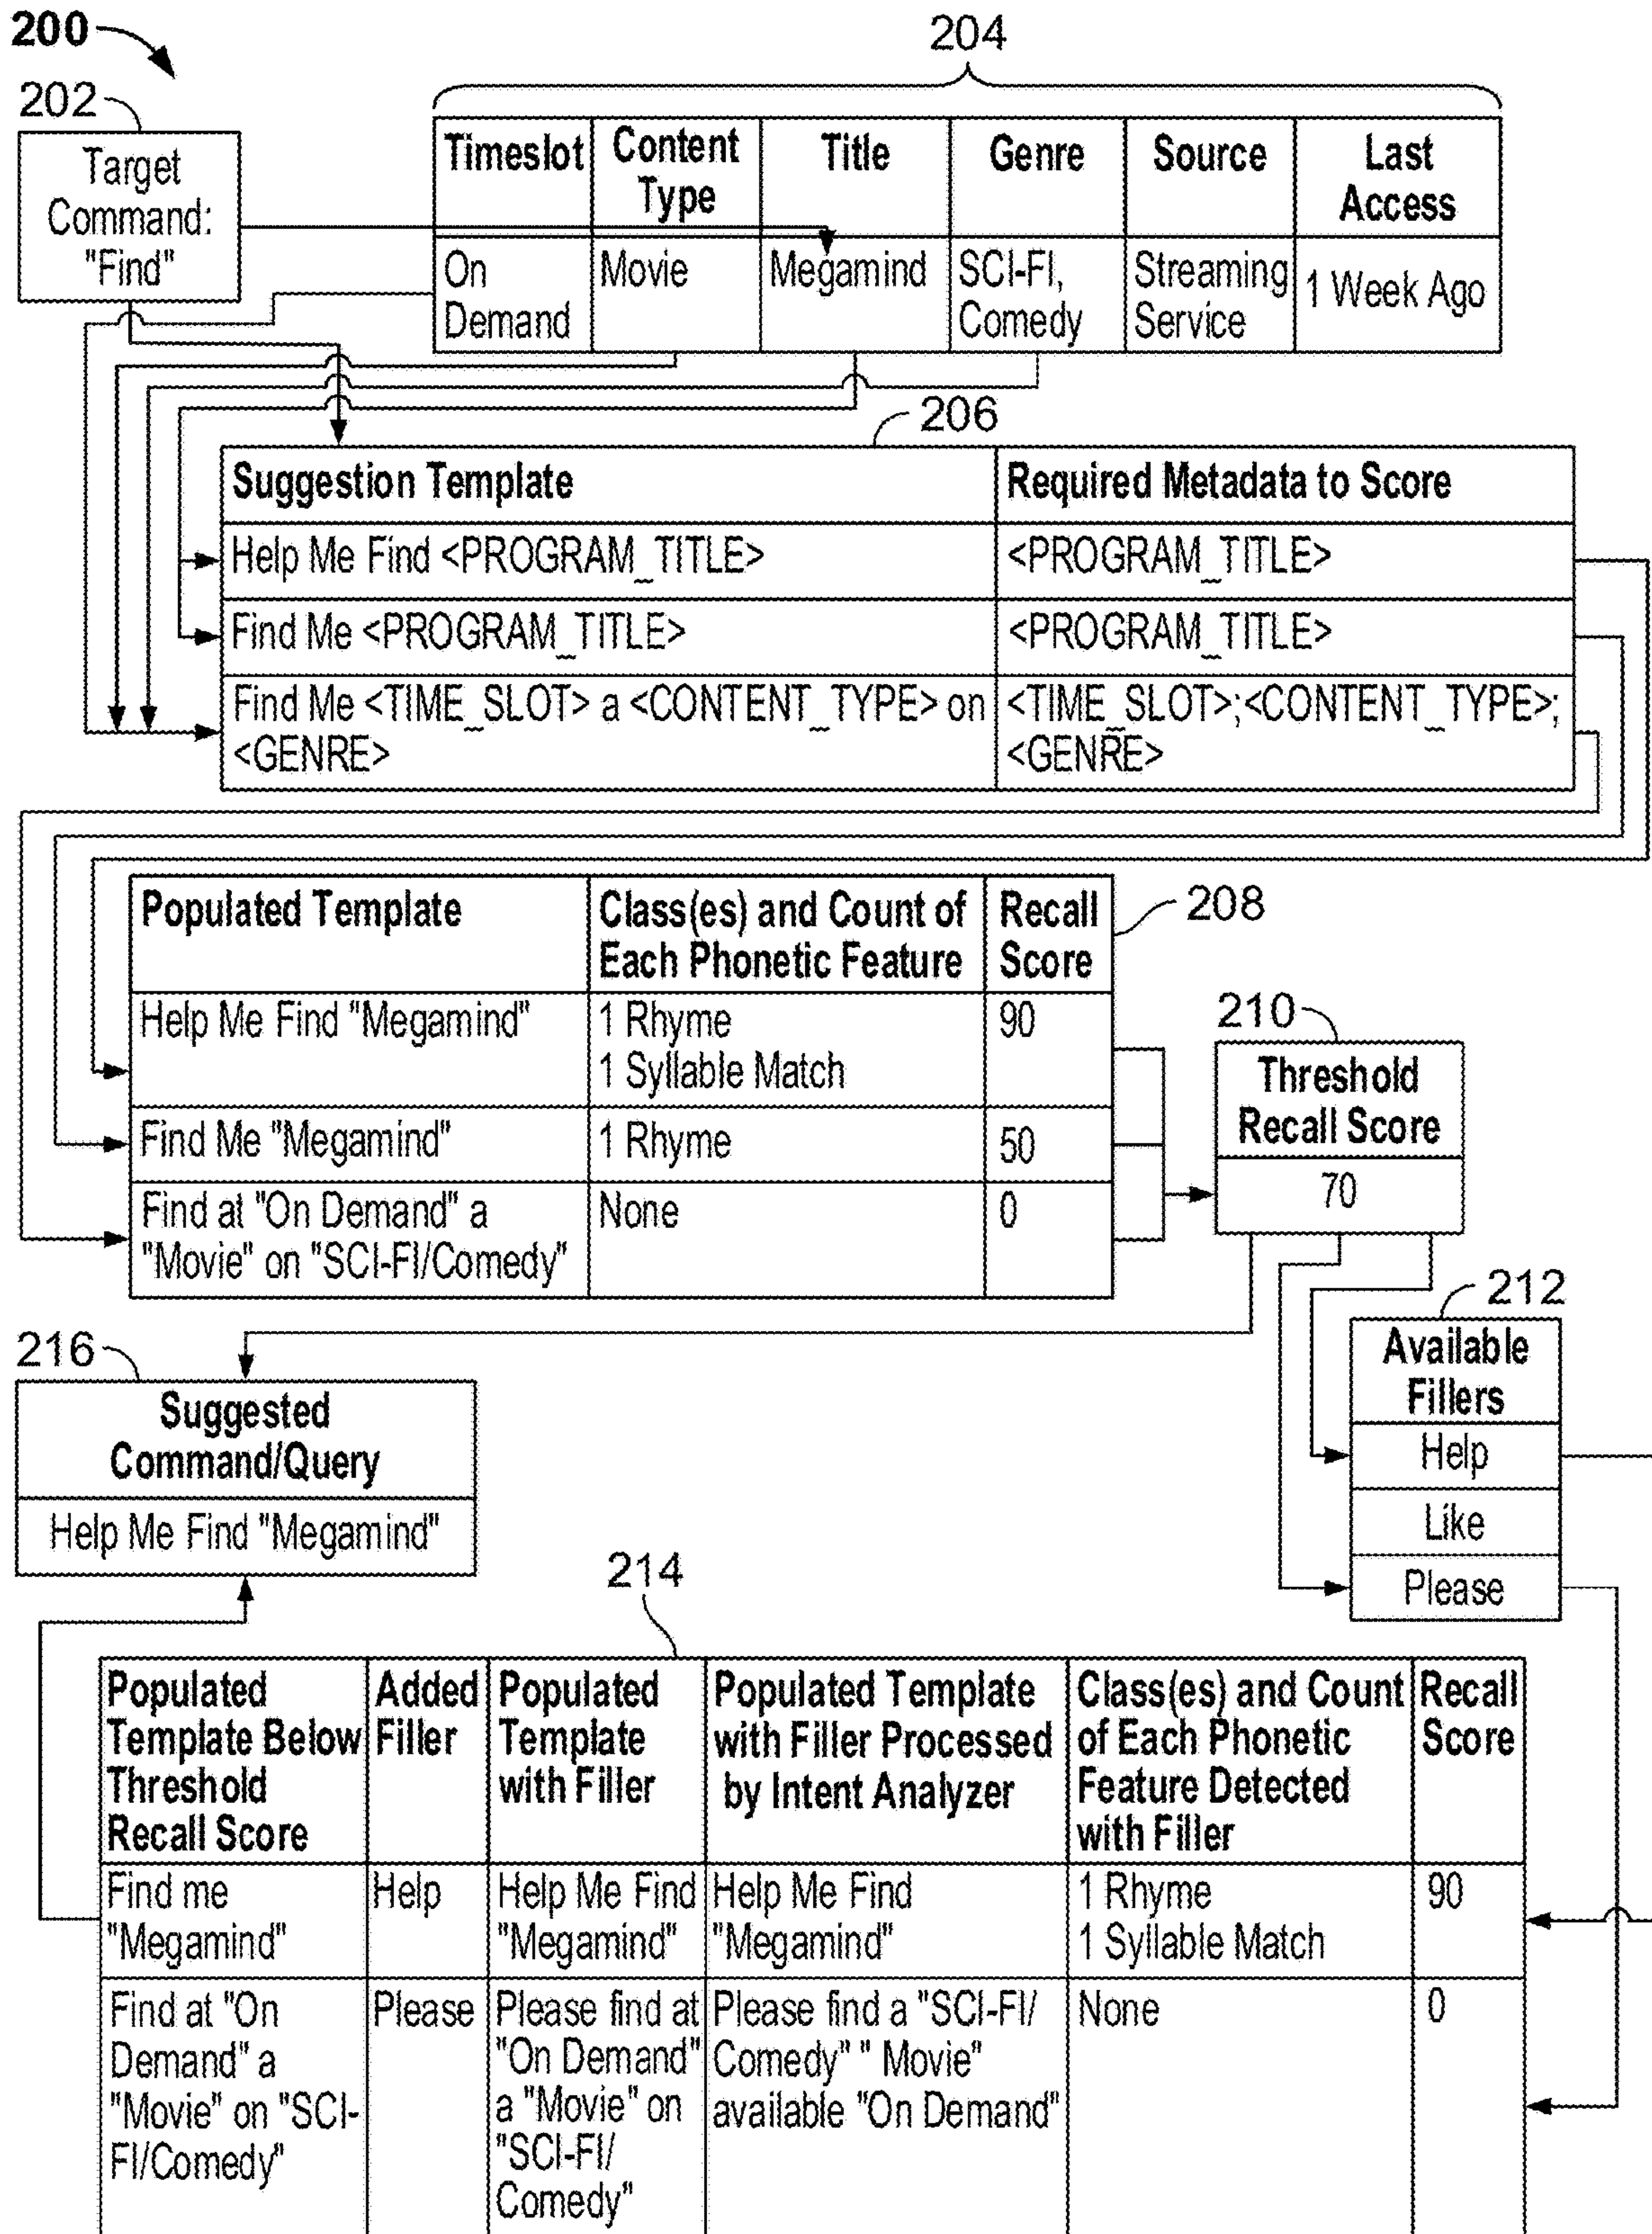 200
204
202
Target
Command:
"Find"
Timeslot
Content
Type
Title
Genre
Source
Last
Access
On
Demand
Movie
Megamind
SCI-FI,
Comedy
Streaming
Service
1 Week Ago
206
Suggestion Template
Required Metadata to Score
Help Me Find <PROGRAM_TITLE>
<PROGRAM_TITLE>
Find Me <PROGRAM_TITLE>
<PROGRAM_TITLE>
Find Me <TIME_SLOT> a <CONTENT_TYPE> on
<GENRE>
<TIME_SLOT>;<CONTENT_TYPE>;
<GENRE>
208
Populated Template
Class(es) and Count of
Each Phonetic Feature
Recall
Score
Help Me Find "Megamind"
1 Rhyme
1 Syllable Match
90
Find Me "Megamind"
1 Rhyme
50
Find at "On Demand" a
"Movie" on "SCI-FI/Comedy"
None
0
210
Threshold
Recall Score
70
212
Available
Fillers
Help
Like
Please
216
Suggested
Command/Query
Help Me Find "Megamind"
214
Populated
Template Below
Threshold
Recall Score
Added
Filler
Populated
Template
with Filler
Populated Template
with Filler Processed
by Intent Analyzer
Class(es) and Count
of Each Phonetic
Feature Detected
with Filler
Recall
Score
Find me
"Megamind"
Help
Help Me Find
"Megamind"
Help Me Find
"Megamind"
1 Rhyme
1 Syllable Match
90
Find at "On
Demand" a
"Movie" on "SCI-
FI/Comedy"
Please
Please find at
"On Demand"
a "Movie" on
"SCI-FI/
Comedy"
Please find a "SCI-FI/
Comedy" " Movie"
available "On Demand"
None
0